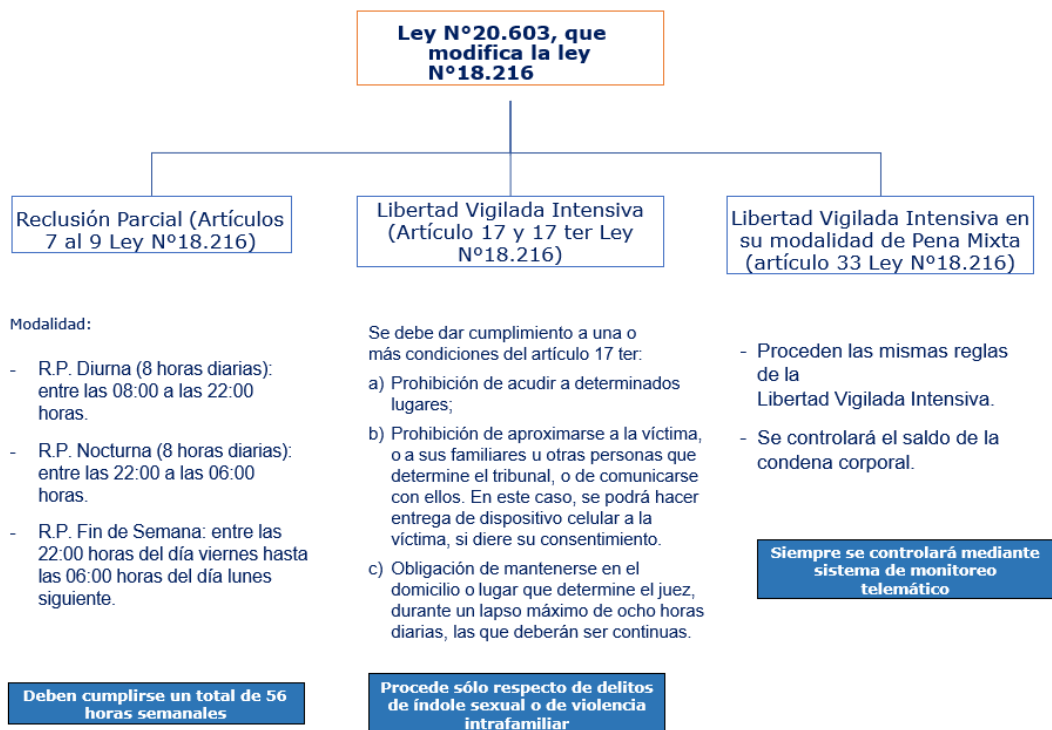 Ley N°20.603, que
modifica la ley
N°18.216
Reclusión Parcial (Artículos
7 al 9 Ley Nº18.216)
Modalidad:
- R.P. Diurna (8 horas diarias):
entre las 08:00 a las 22:00
horas.
- R.P. Nocturna (8 horas diarias):
entre las 22:00 a las 06:00
horas.
- R.P. Fin de Semana: entre las
22:00 horas del día viernes hasta
las 06:00 horas del día lunes
siguiente.
Deben cumplirse un total de 56
horas semanales
Libertad Vigilada Intensiva
(Artículo 17 y 17 ter Ley
Nº18.216)
Se debe dar cumplimiento a una o
más condiciones del artículo 17 ter:
a) Prohibición de acudir a determinados
lugares;
b) Prohibición de aproximarse a la víctima,
o a sus familiares u otras personas que
determine el tribunal, o de comunicarse
con ellos. En este caso, se podrá hacer
entrega de dispositivo celular a la
víctima, si diere su consentimiento.
c) Obligación de mantenerse en el
domicilio o lugar que determine el juez,
durante un lapso máximo de ocho horas
diarias, las que deberán ser continuas.
Procede sólo respecto de delitos
de índole sexual o de violencia
intrafamiliar
Libertad Vigilada Intensiva en
su modalidad de Pena Mixta
(artículo 33 Ley Nº18.216)
- Proceden las mismas reglas
de la
Libertad Vigilada Intensiva.
- Se controlará el saldo de la
condena corporal.
Siempre se controlará mediante
sistema de monitoreo
telemático